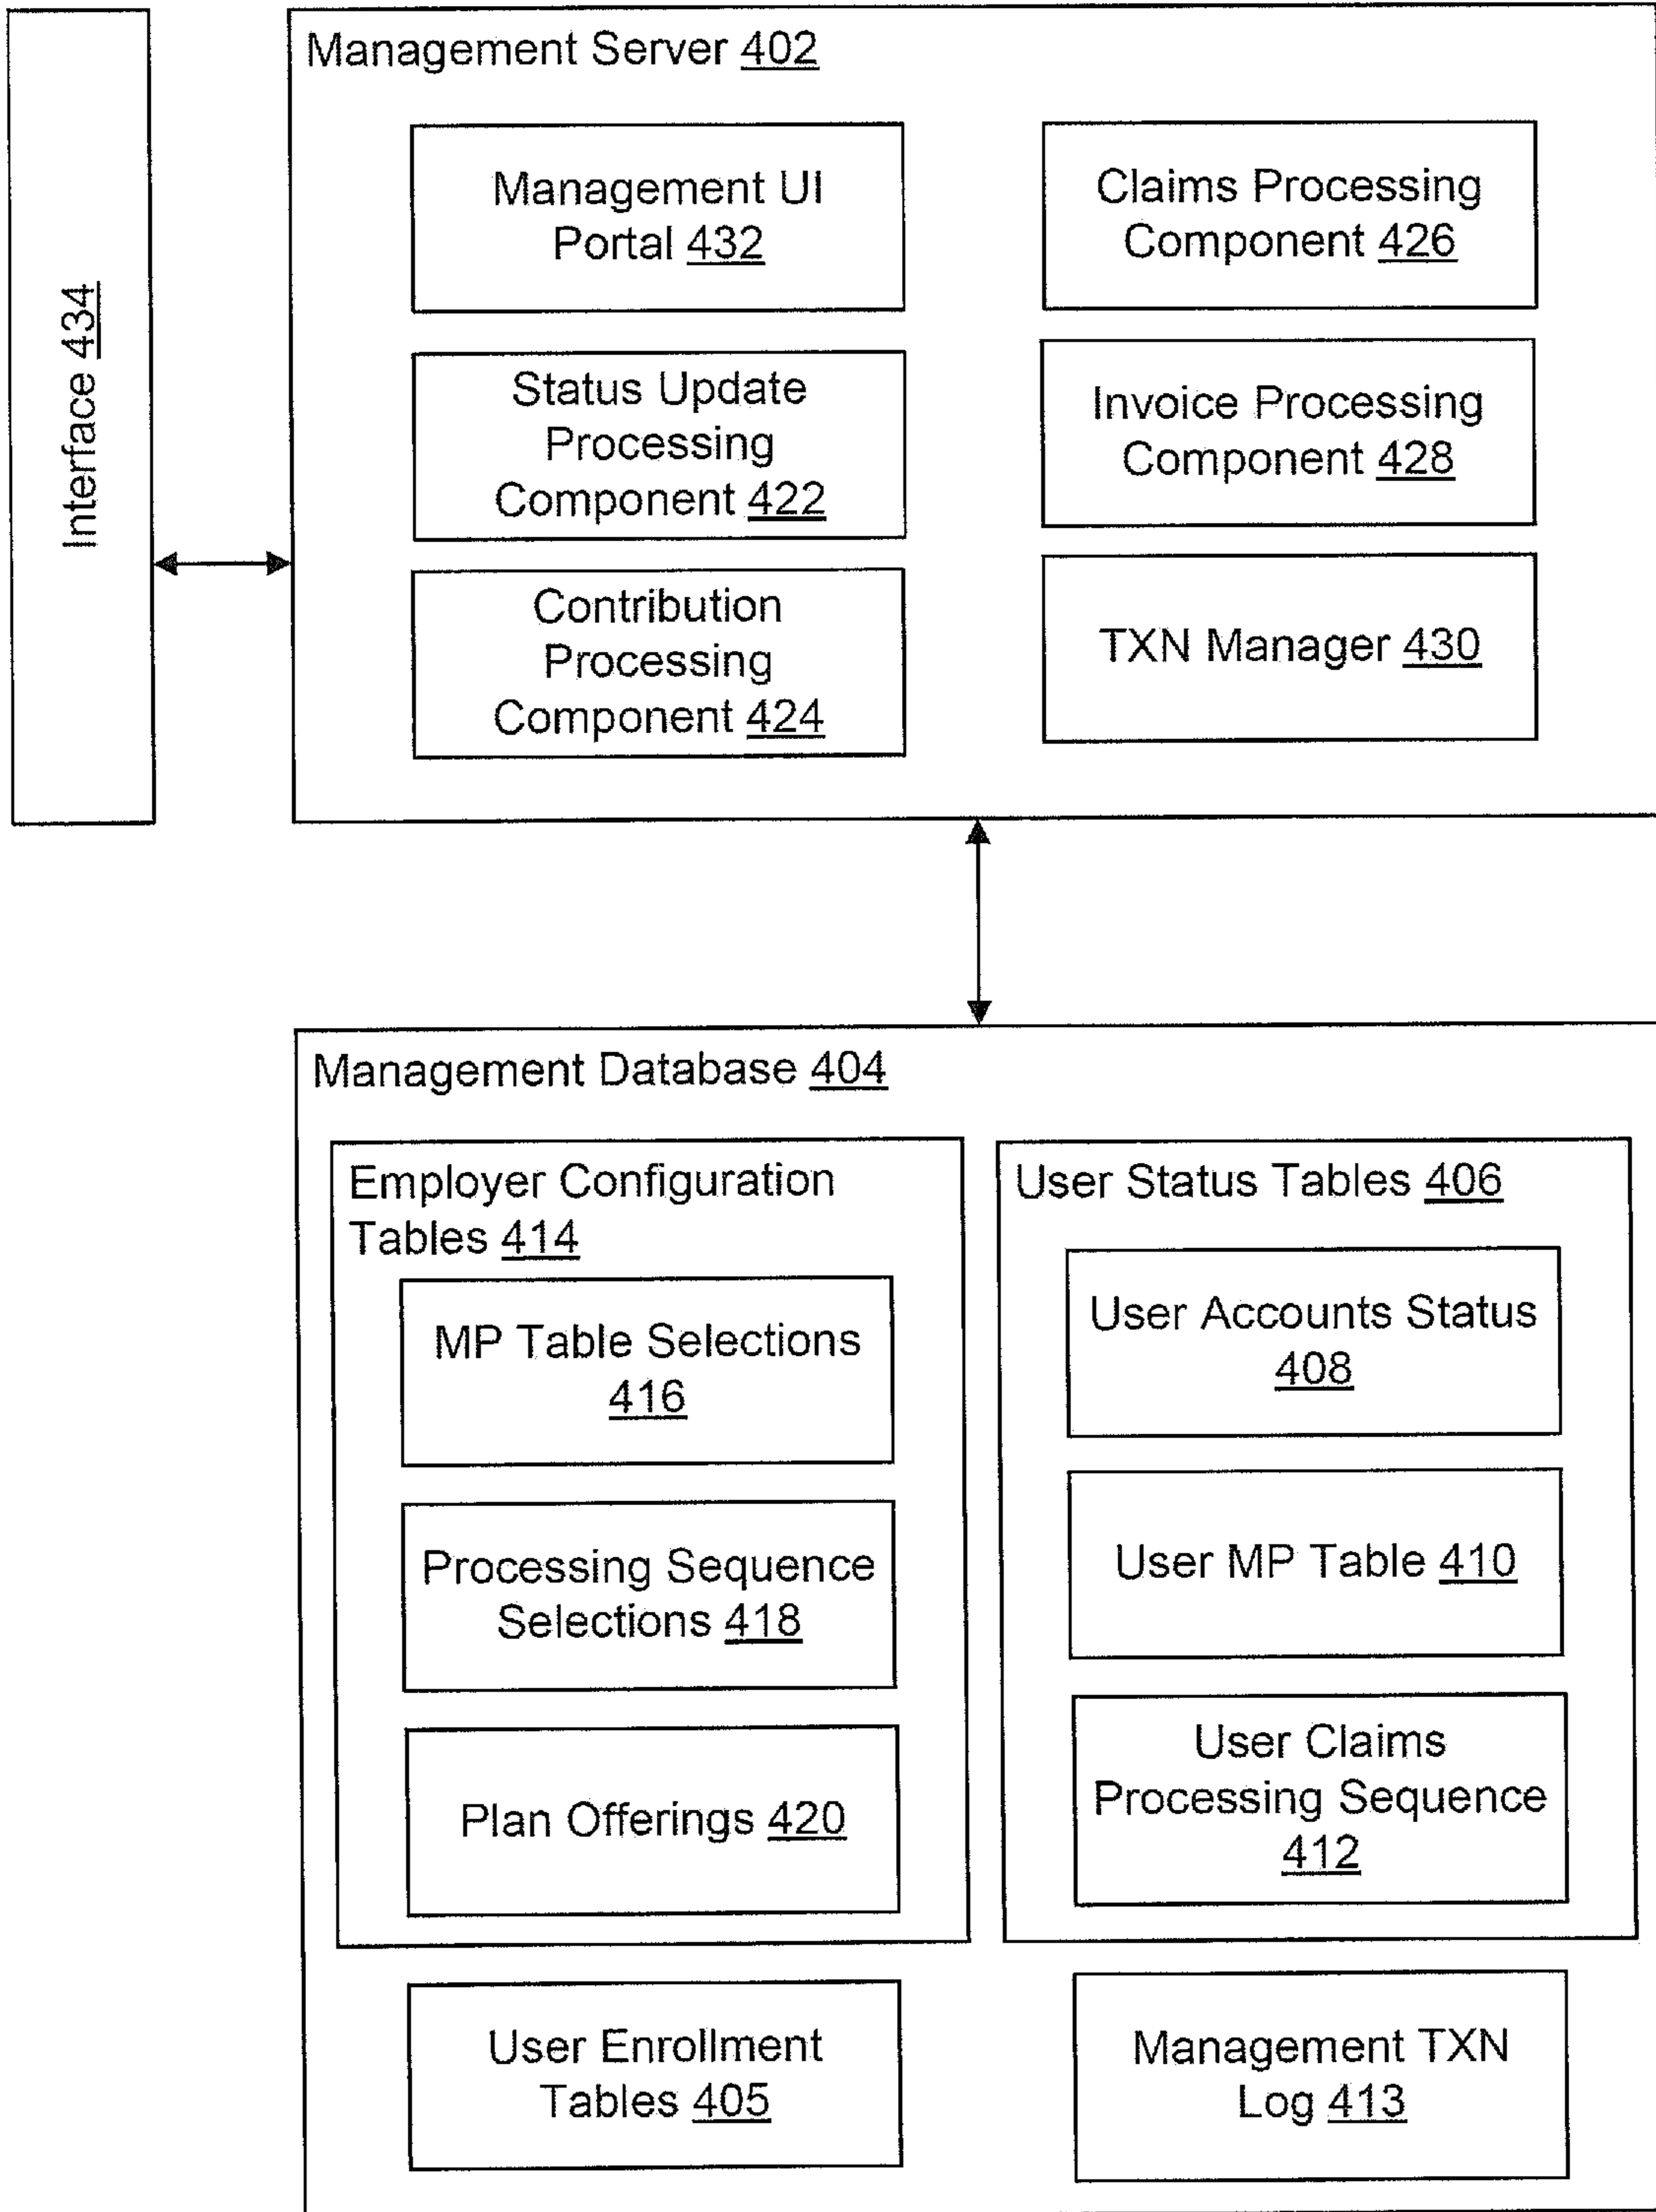 Interface 434
Management Server 402
Management UI
Portal 432
Claims Processing
Component 426
Status Update
Processing
Component 422
Invoice Processing
Component 428
Contribution
Processing
Component 424
TXN Manager 430
Management Database 404
Employer Configuration
Tables 414
MP Table Selections
416
Processing Sequence
Selections 418
Plan Offerings 420
User Status Tables 406
User Accounts Status
408
User MP Table 410
User Claims
Processing Sequence
412
User Enrollment
Tables 405
Management TXN
Log 413